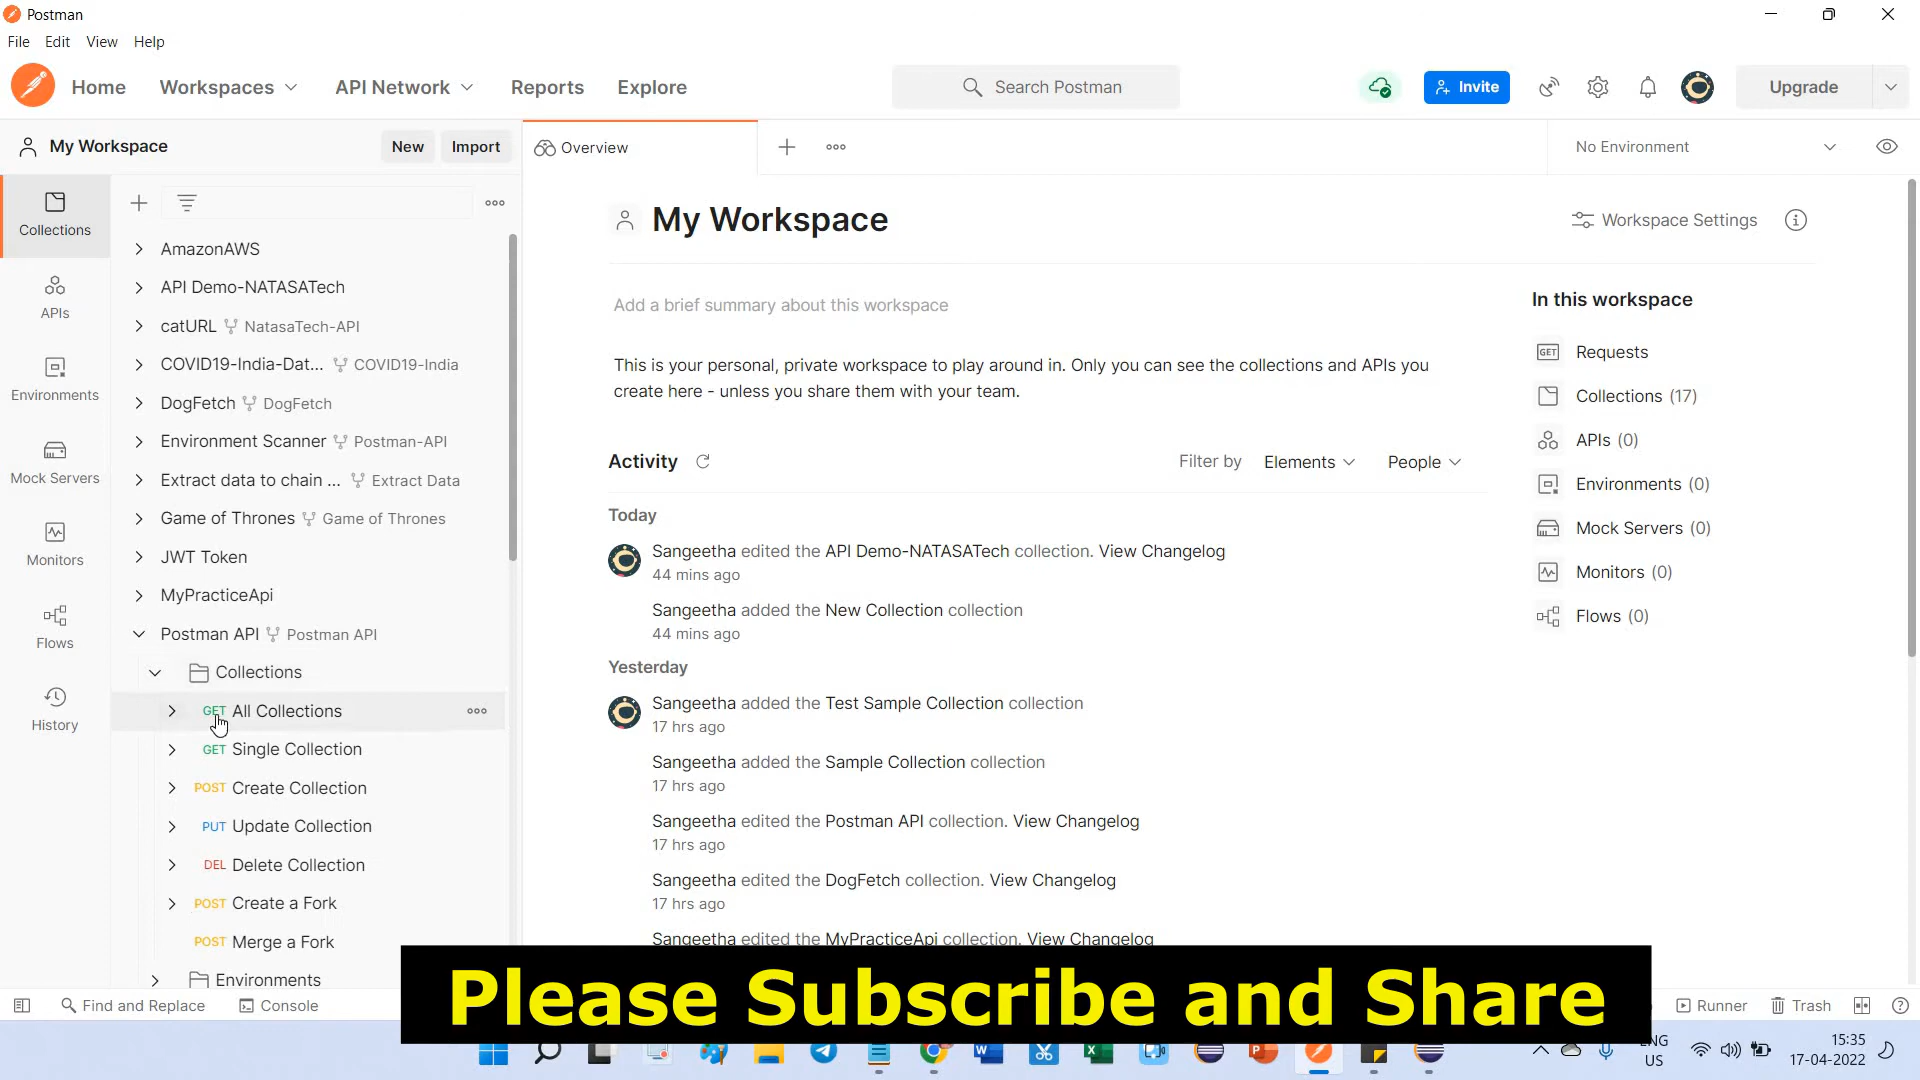 Postman
File Edit View Help
Home Workspaces API Network Reports Explore Search Postman Invite Upgrade
My Workspace New Import Overview No Environment
Collections
APIs
Environments
Mock Servers
Monitors
Flows
History
AmazonAWS
API Demo-NATASATech
catURL NatasaTech-API
COVID19-India-Dat... COVID19-India
DogFetch DogFetch
Environment Scanner Postman-API
Extract data to chain ... Extract Data
Game of Thrones Game of Thrones
JWT Token
MyPracticeApi
Postman API Postman API
Collections
GET All Collections
GET Single Collection
POST Create Collection
PUT Update Collection
DEL Delete Collection
POST Create a Fork
POST Merge a Fork
Environments
My Workspace
Workspace Settings
Add a brief summary about this workspace
This is your personal, private workspace to play around in. Only you can see the collections and APIs you
create here - unless you share them with your team.
Activity Filter by Elements People
Today
Sangeetha edited the API Demo-NATASATech collection. View Changelog
44 mins ago
Sangeetha added the New Collection collection
44 mins ago
Yesterday
Sangeetha added the Test Sample Collection collection
17 hrs ago
Sangeetha added the Sample Collection collection
17 hrs ago
Sangeetha edited the Postman API collection. View Changelog
17 hrs ago
Sangeetha edited the DogFetch collection. View Changelog
17 hrs ago
Sangeetha edited the MyPracticeApi collection. View Changelog
In this workspace
GET Requests
Collections (17)
APIs (0)
Environments (0)
Mock Servers (0)
Monitors (0)
Flows (0)
Please Subscribe and Share
Find and Replace Console Runner Trash
ENG
US
15:35
17-04-2022